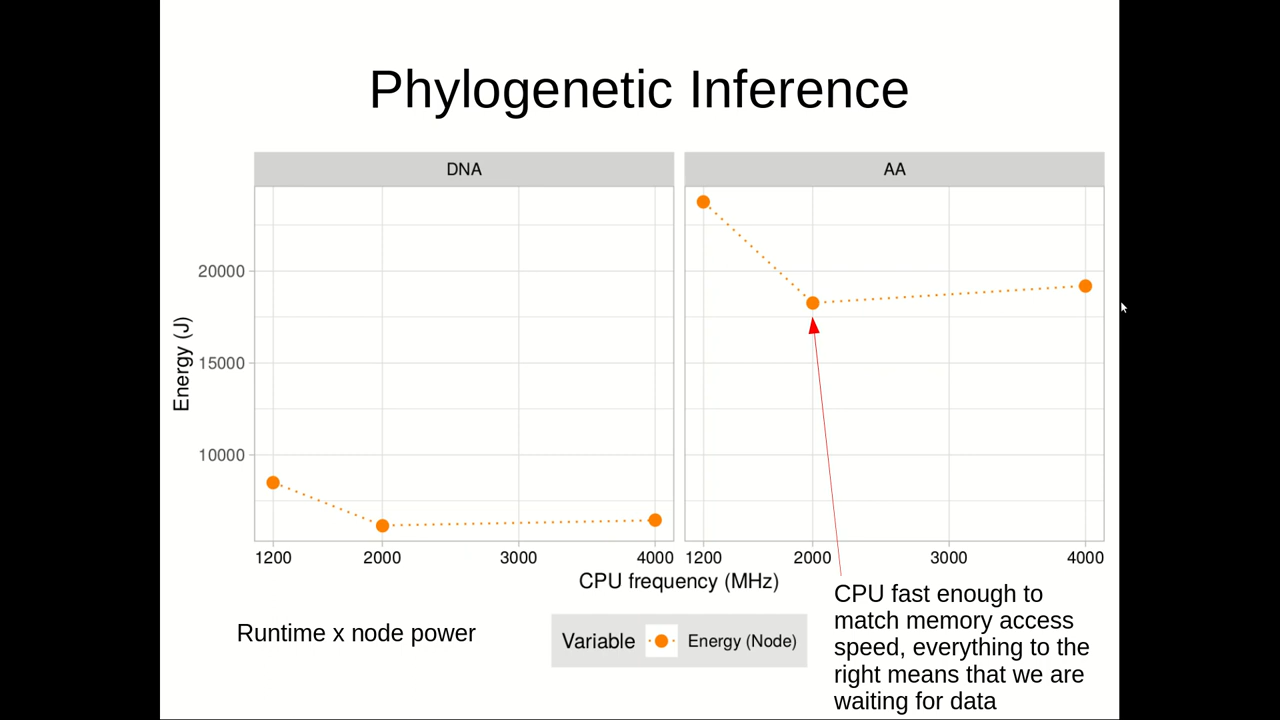 Phylogenetic Inference
DNA
AA
Energy (J)
20000
15000
10000
1200 2000 3000 4000
1200 2000 3000 4000
CPU frequency (MHz)
Runtime x node power
Variable Energy (Node)
CPU fast enough to
match memory access
speed, everything to the
right means that we are
waiting for data